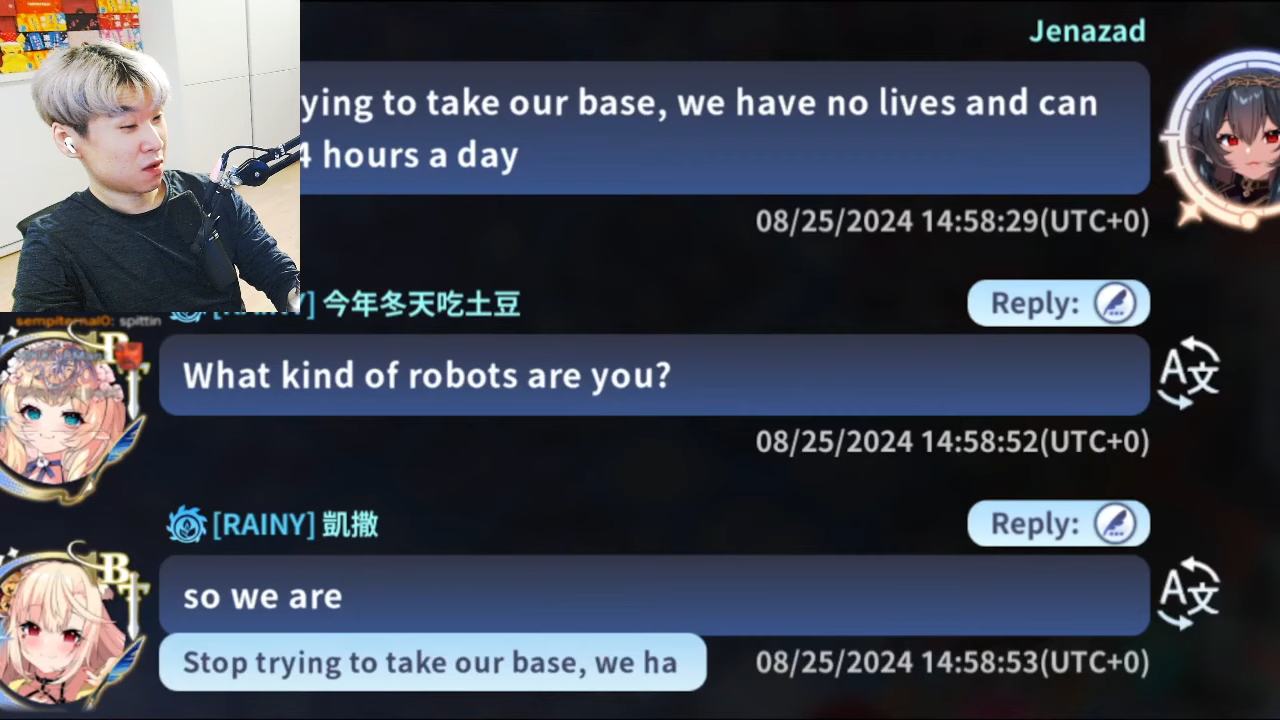 Jenazad
ying to take our base, we have no lives and can
4 hours a day
08/25/2024 14:58:29(UTC+0)
sempiternal0: spittin
] 今年冬天吃土豆
Reply:
What kind of robots are you?
08/25/2024 14:58:52(UTC+0)
[RAINY] 凱撒
Reply:
so we are
Stop trying to take our base, we ha
08/25/2024 14:58:53(UTC+0)